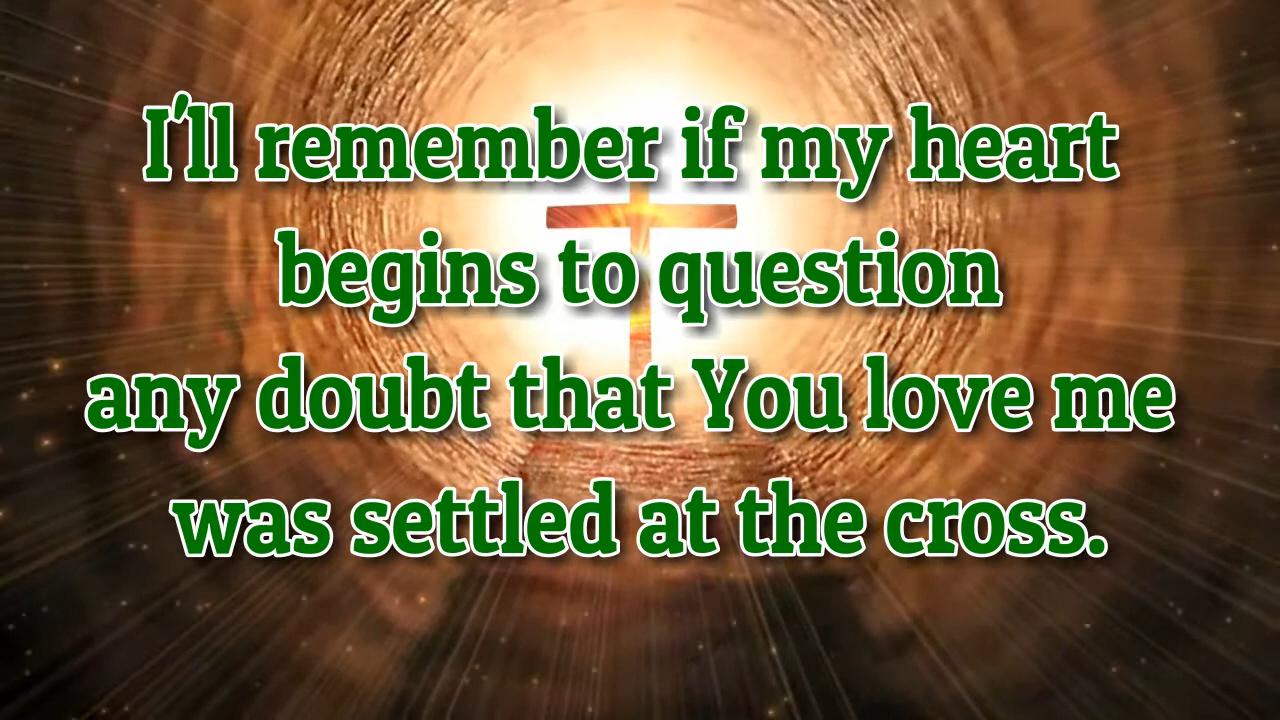 I'll remember if my heart
begins to question
any doubt that You love me
was settled at the cross.